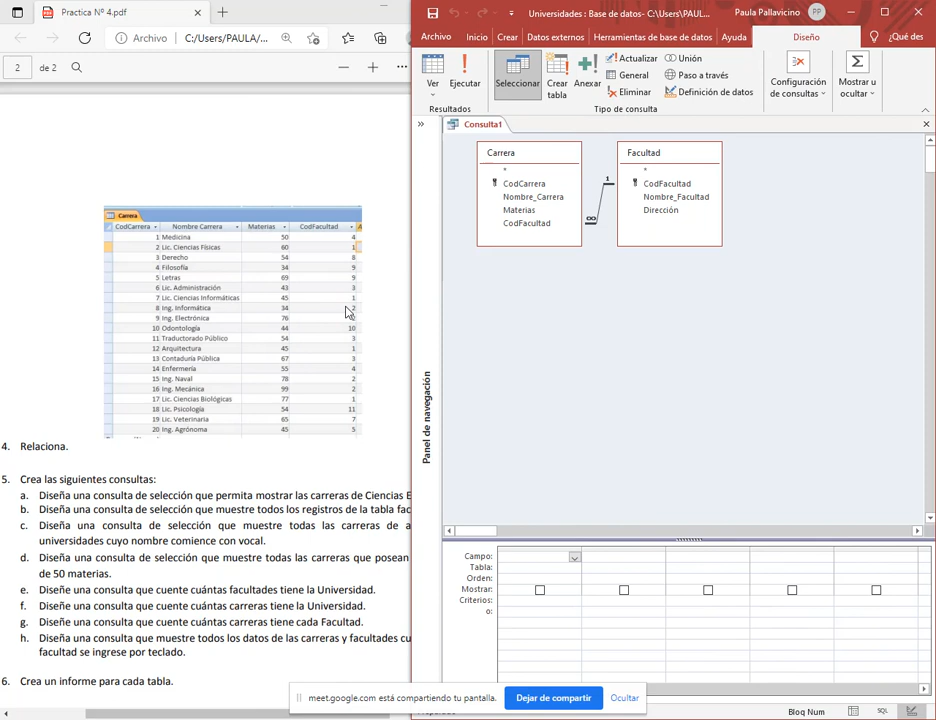 Practica Nº 4.pdf
Archivo
C:/Users/PAULA/...
2
de 2
Carrera
CodCarrera
Nombre Carrera
Materias
CodFacultad
1 Medicina 50 4
2 Lic. Ciencias Físicas 60 1
3 Derecho 54 8
4 Filosofía 34 9
5 Letras 69 9
6 Lic. Administración 43 3
7 Lic. Ciencias Informáticas 45 1
8 Ing. Informática 34 2
9 Ing. Electrónica 76
10 Odontología 44 10
11 Traductorado Público 54 3
12 Arquitectura 45 1
13 Contaduría Pública 67 3
14 Enfermería 55 4
15 Ing. Naval 78 2
16 Ing. Mecánica 99 2
17 Lic. Ciencias Biológicas 77 1
18 Lic. Psicología 54 11
19 Lic. Veterinaria 65 7
20 Ing. Agrónoma 45 5
4. Relaciona.
5. Crea las siguientes consultas:
a. Diseña una consulta de selección que permita mostrar las carreras de Ciencias E
b. Diseña una consulta de selección que muestre todos los registros de la tabla fac
c. Diseña una consulta de selección que muestre todas las carreras de a
universidades cuyo nombre comience con vocal.
d. Diseña una consulta de selección que muestre todas las carreras que posean
de 50 materias.
e. Diseñe una consulta que cuente cuántas facultades tiene la Universidad.
f. Diseñe una consulta que cuente cuántas carreras tiene la Universidad.
g. Diseñe una consulta que cuente cuántas carreras tiene cada Facultad.
h. Diseña una consulta que muestre todos los datos de las carreras y facultades cu
facultad se ingrese por teclado.
6. Crea un informe para cada tabla.
Universidades : Base de datos- C:\Users\PAU...
Paula Pallavicino
PP
Archivo
Inicio
Crear
Datos externos
Herramientas de base de datos
Ayuda
Diseño
¿Qué des
Ver
Ejecutar
Resultados
Seleccionar
Crear
tabla
Anexar
Actualizar
General
Eliminar
Unión
Paso a través
Definición de datos
Tipo de consulta
Configuración
de consultas
Mostrar u
ocultar
Consulta1
Panel de navegación
Carrera
*
CodCarrera
Nombre_Carrera
Materias
CodFacultad
∞
1
Facultad
*
CodFacultad
Nombre_Facultad
Dirección
Campo:
Tabla:
Orden:
Mostrar:
Criterios:
o:
meet.google.com está compartiendo tu pantalla.
Dejar de compartir
Ocultar
Bloq Num
SQL